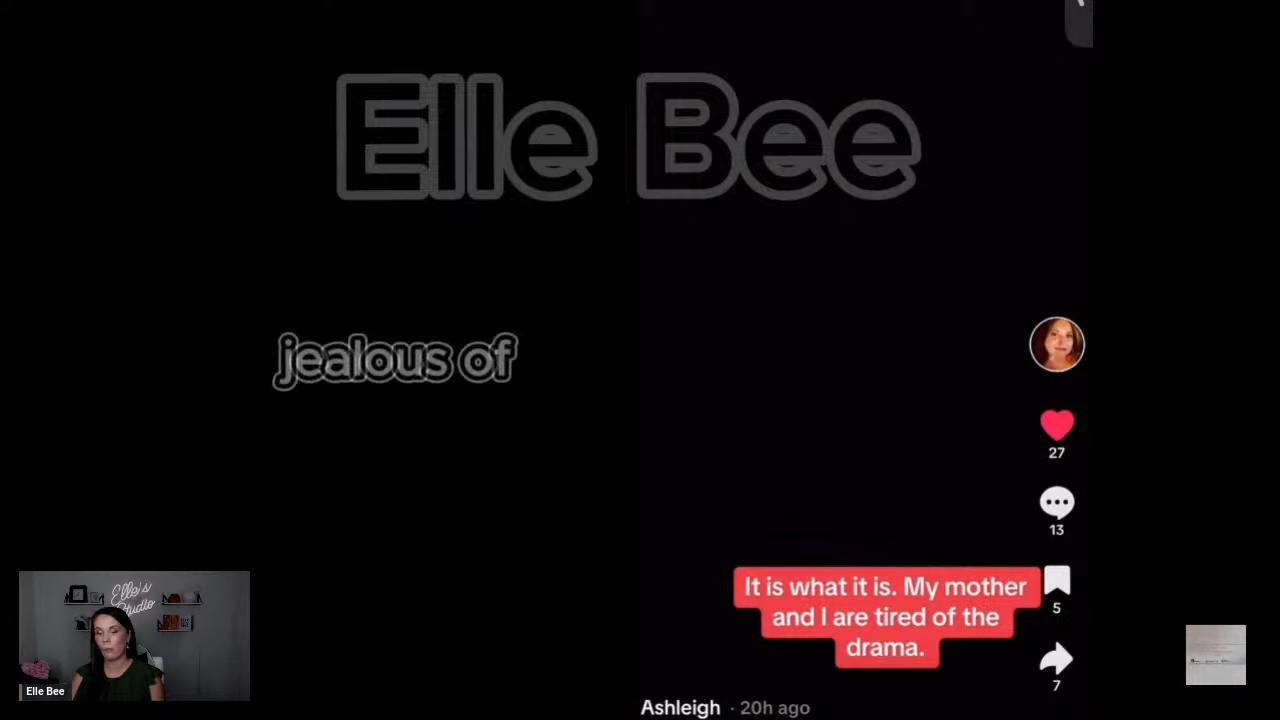 Elle Bee
jealous of
27
13
It is what it is. My mother
and I are tired of the
drama.
5
7
Elle's
Studio
Elle Bee
Ashleigh · 20h ago